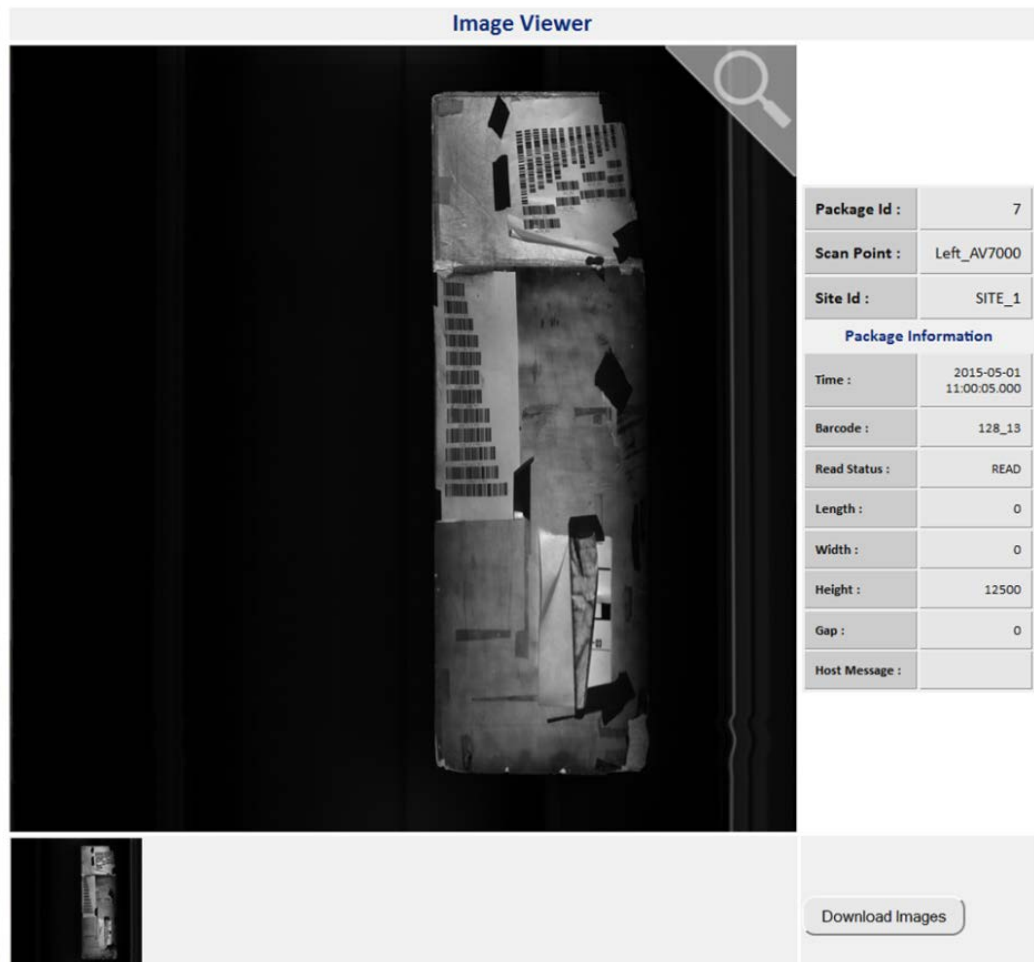 Image Viewer
Package Id : 7
Scan Point : Left_AV7000
Site Id : SITE_1
Package Information
Time : 2015-05-01
11:00:05.000
Barcode : 128_13
Read Status : READ
Length : 0
Width : 0
Height : 12500
Gap : 0
Host Message :
Download Images